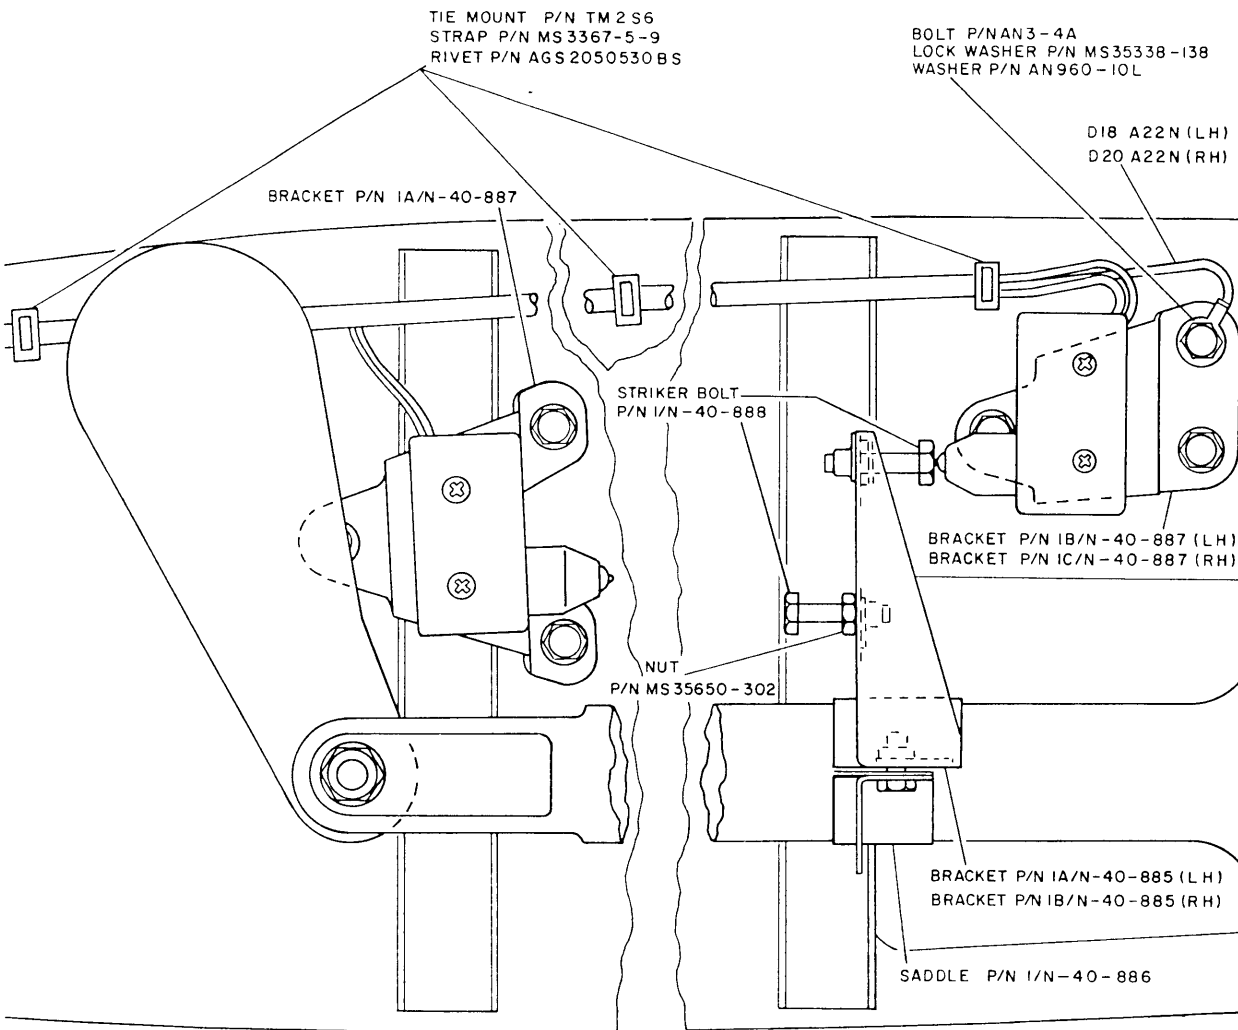 TIE MOUNT P/N TM2S6
STRAP P/N MS3367-5-9
RIVET P/N AGS2050530BS
BOLT P/N AN3-4A
LOCK WASHER P/N MS35338-138
WASHER P/N AN960-10L
D18 A22N (LH)
D20 A22N (RH)
BRACKET P/N 1A/N-40-887
STRIKER BOLT
P/N 1/N-40-888
BRACKET P/N 1B/N-40-887 (LH)
BRACKET P/N 1C/N-40-887 (RH)
NUT
P/N MS35650-302
BRACKET P/N 1A/N-40-885 (LH)
BRACKET P/N 1B/N-40-885 (RH)
SADDLE P/N 1/N-40-886